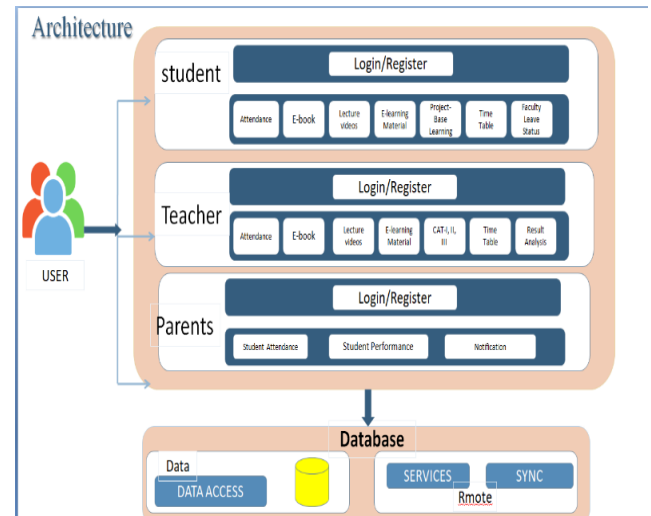 Architecture
student
Login/Register
Attendance
E-book
Lecture
videos
E-learning
Material
Project-
Base
Learning
Time
Table
Faculty
Leave
Status
USER
Teacher
Login/Register
Attendance
E-book
Lecture
videos
E-learning
Material
CAT-I, II,
III
Time
Table
Result
Analysis
Parents
Login/Register
Student Attendance
Student Performance
Notification
Database
Data
DATA ACCESS
SERVICES
SYNC
Rmote